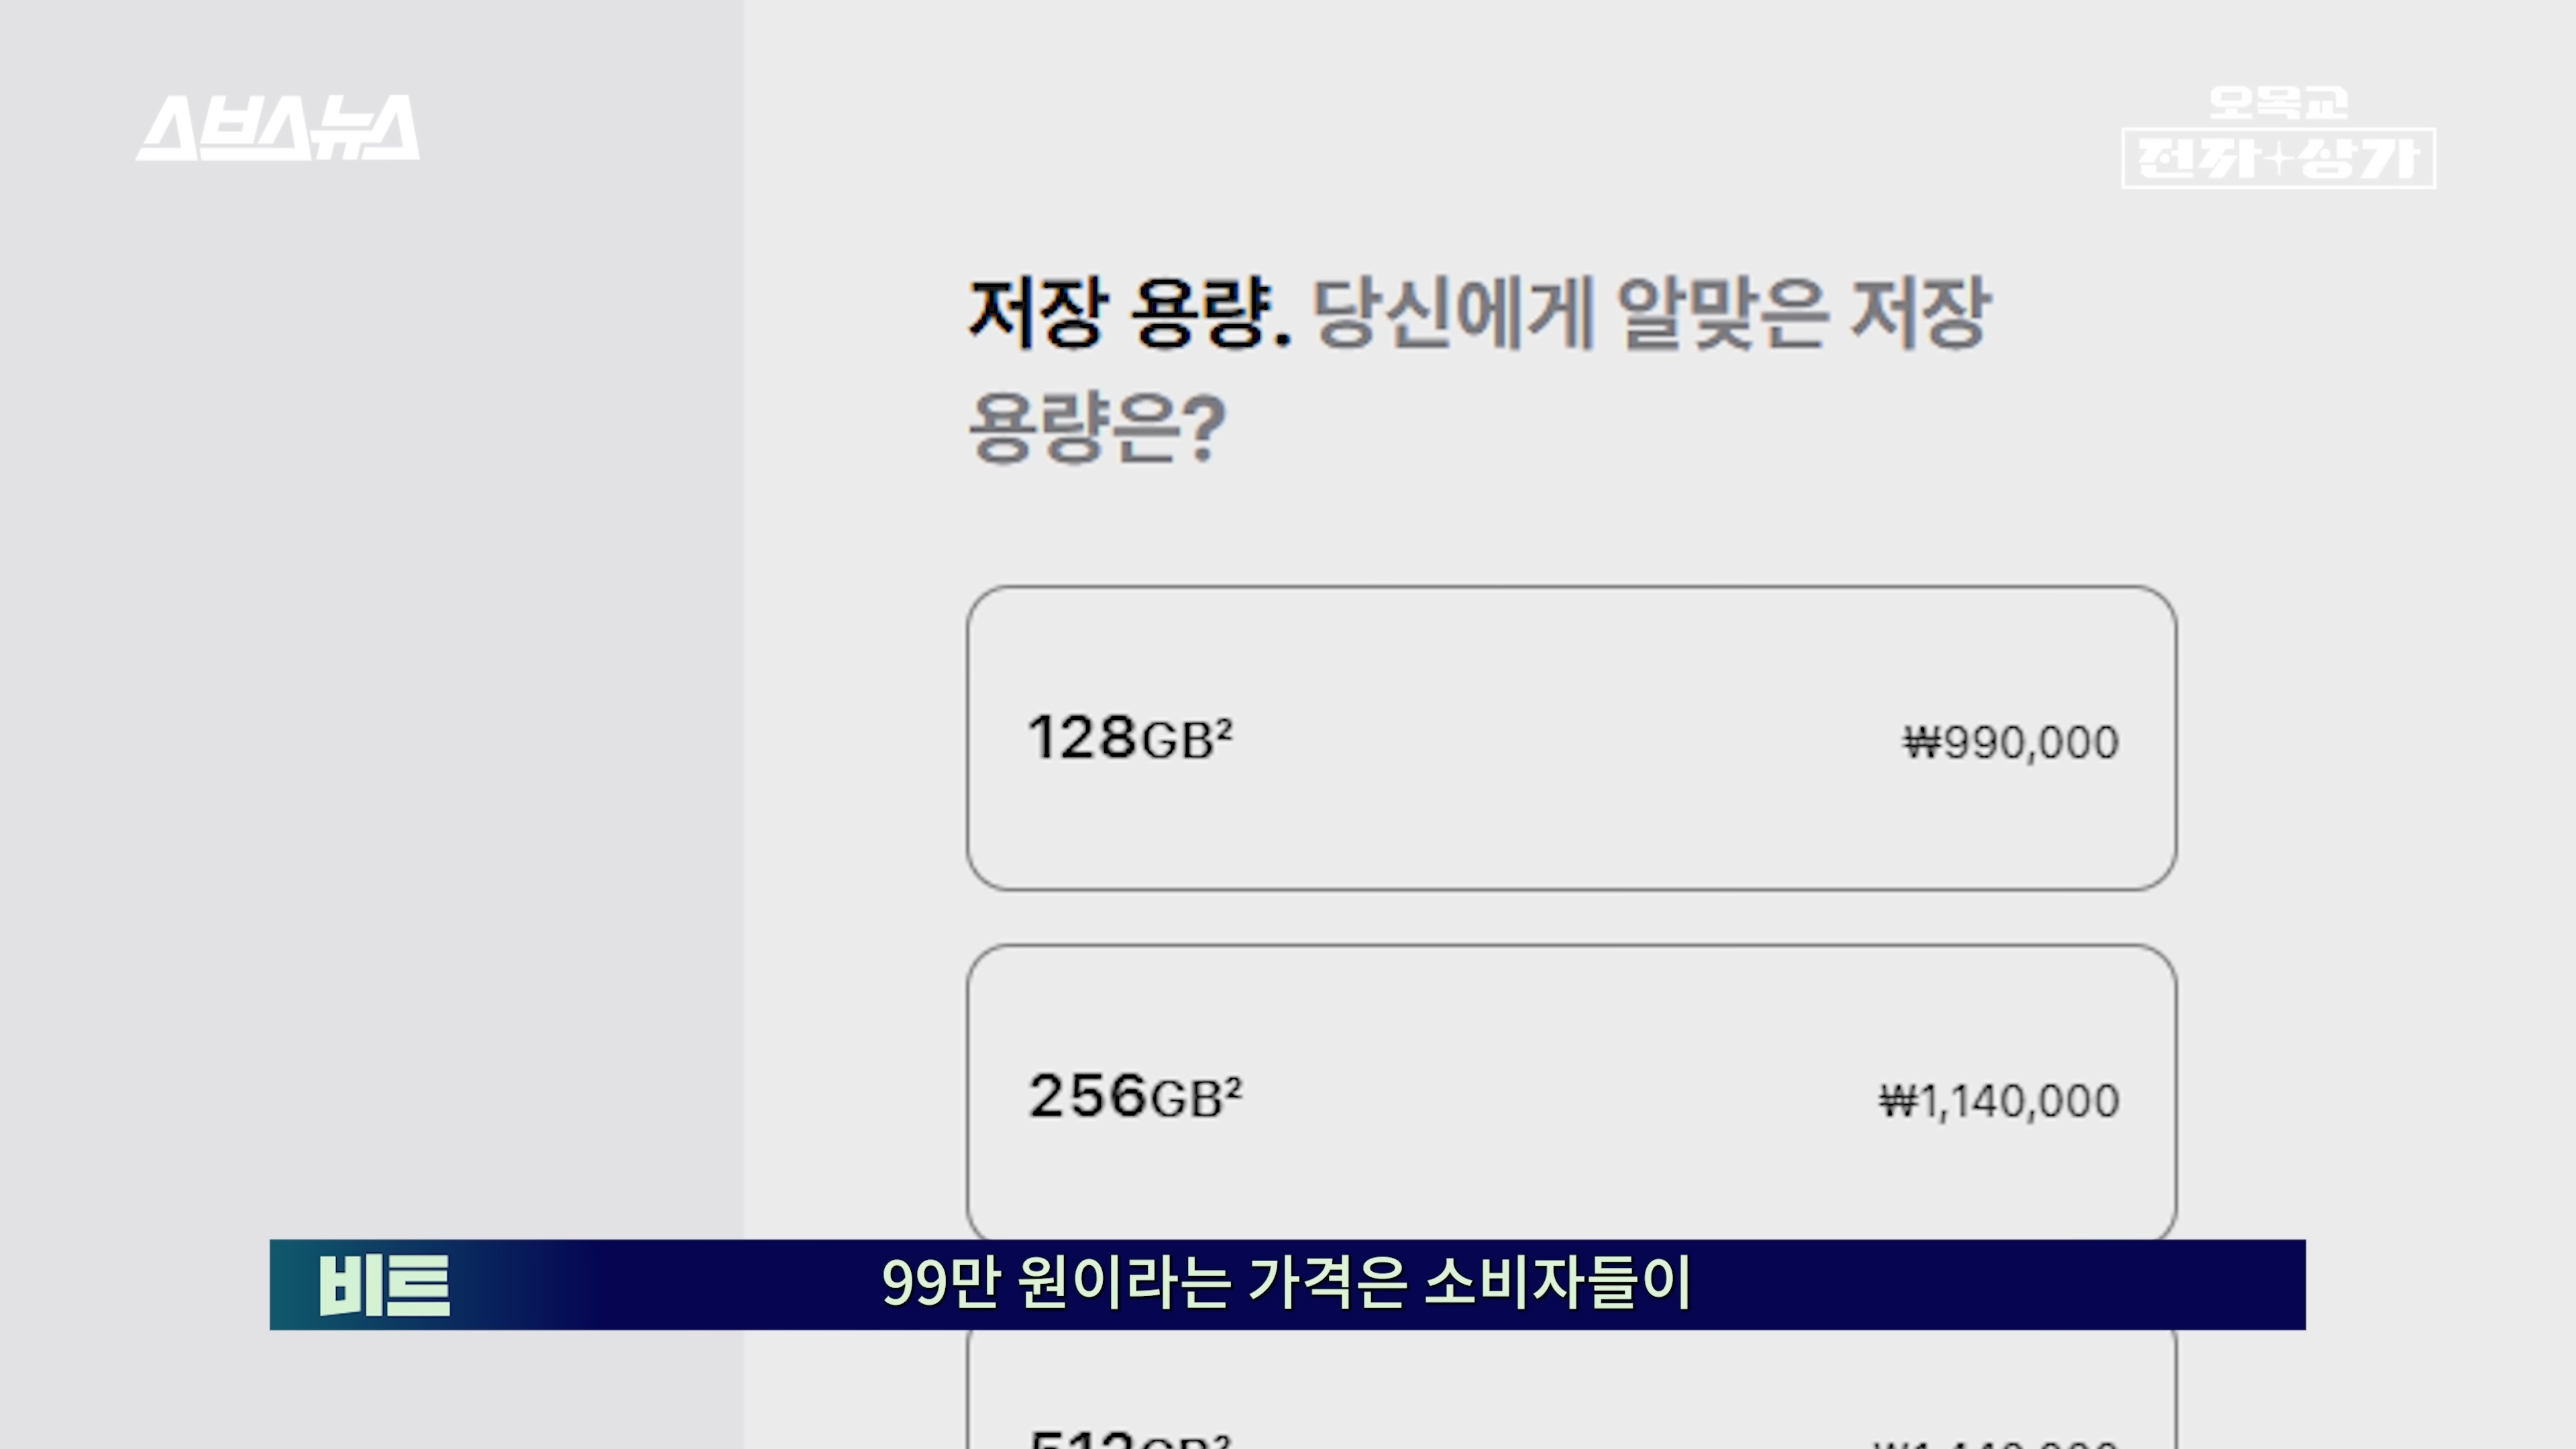 스브스뉴스
오목교
전자상가
저장 용량. 당신에게 알맞은 저장
용량은?
128GB² ₩990,000
256GB² ₩1,140,000
비트 99만 원이라는 가격은 소비자들이
512GB²